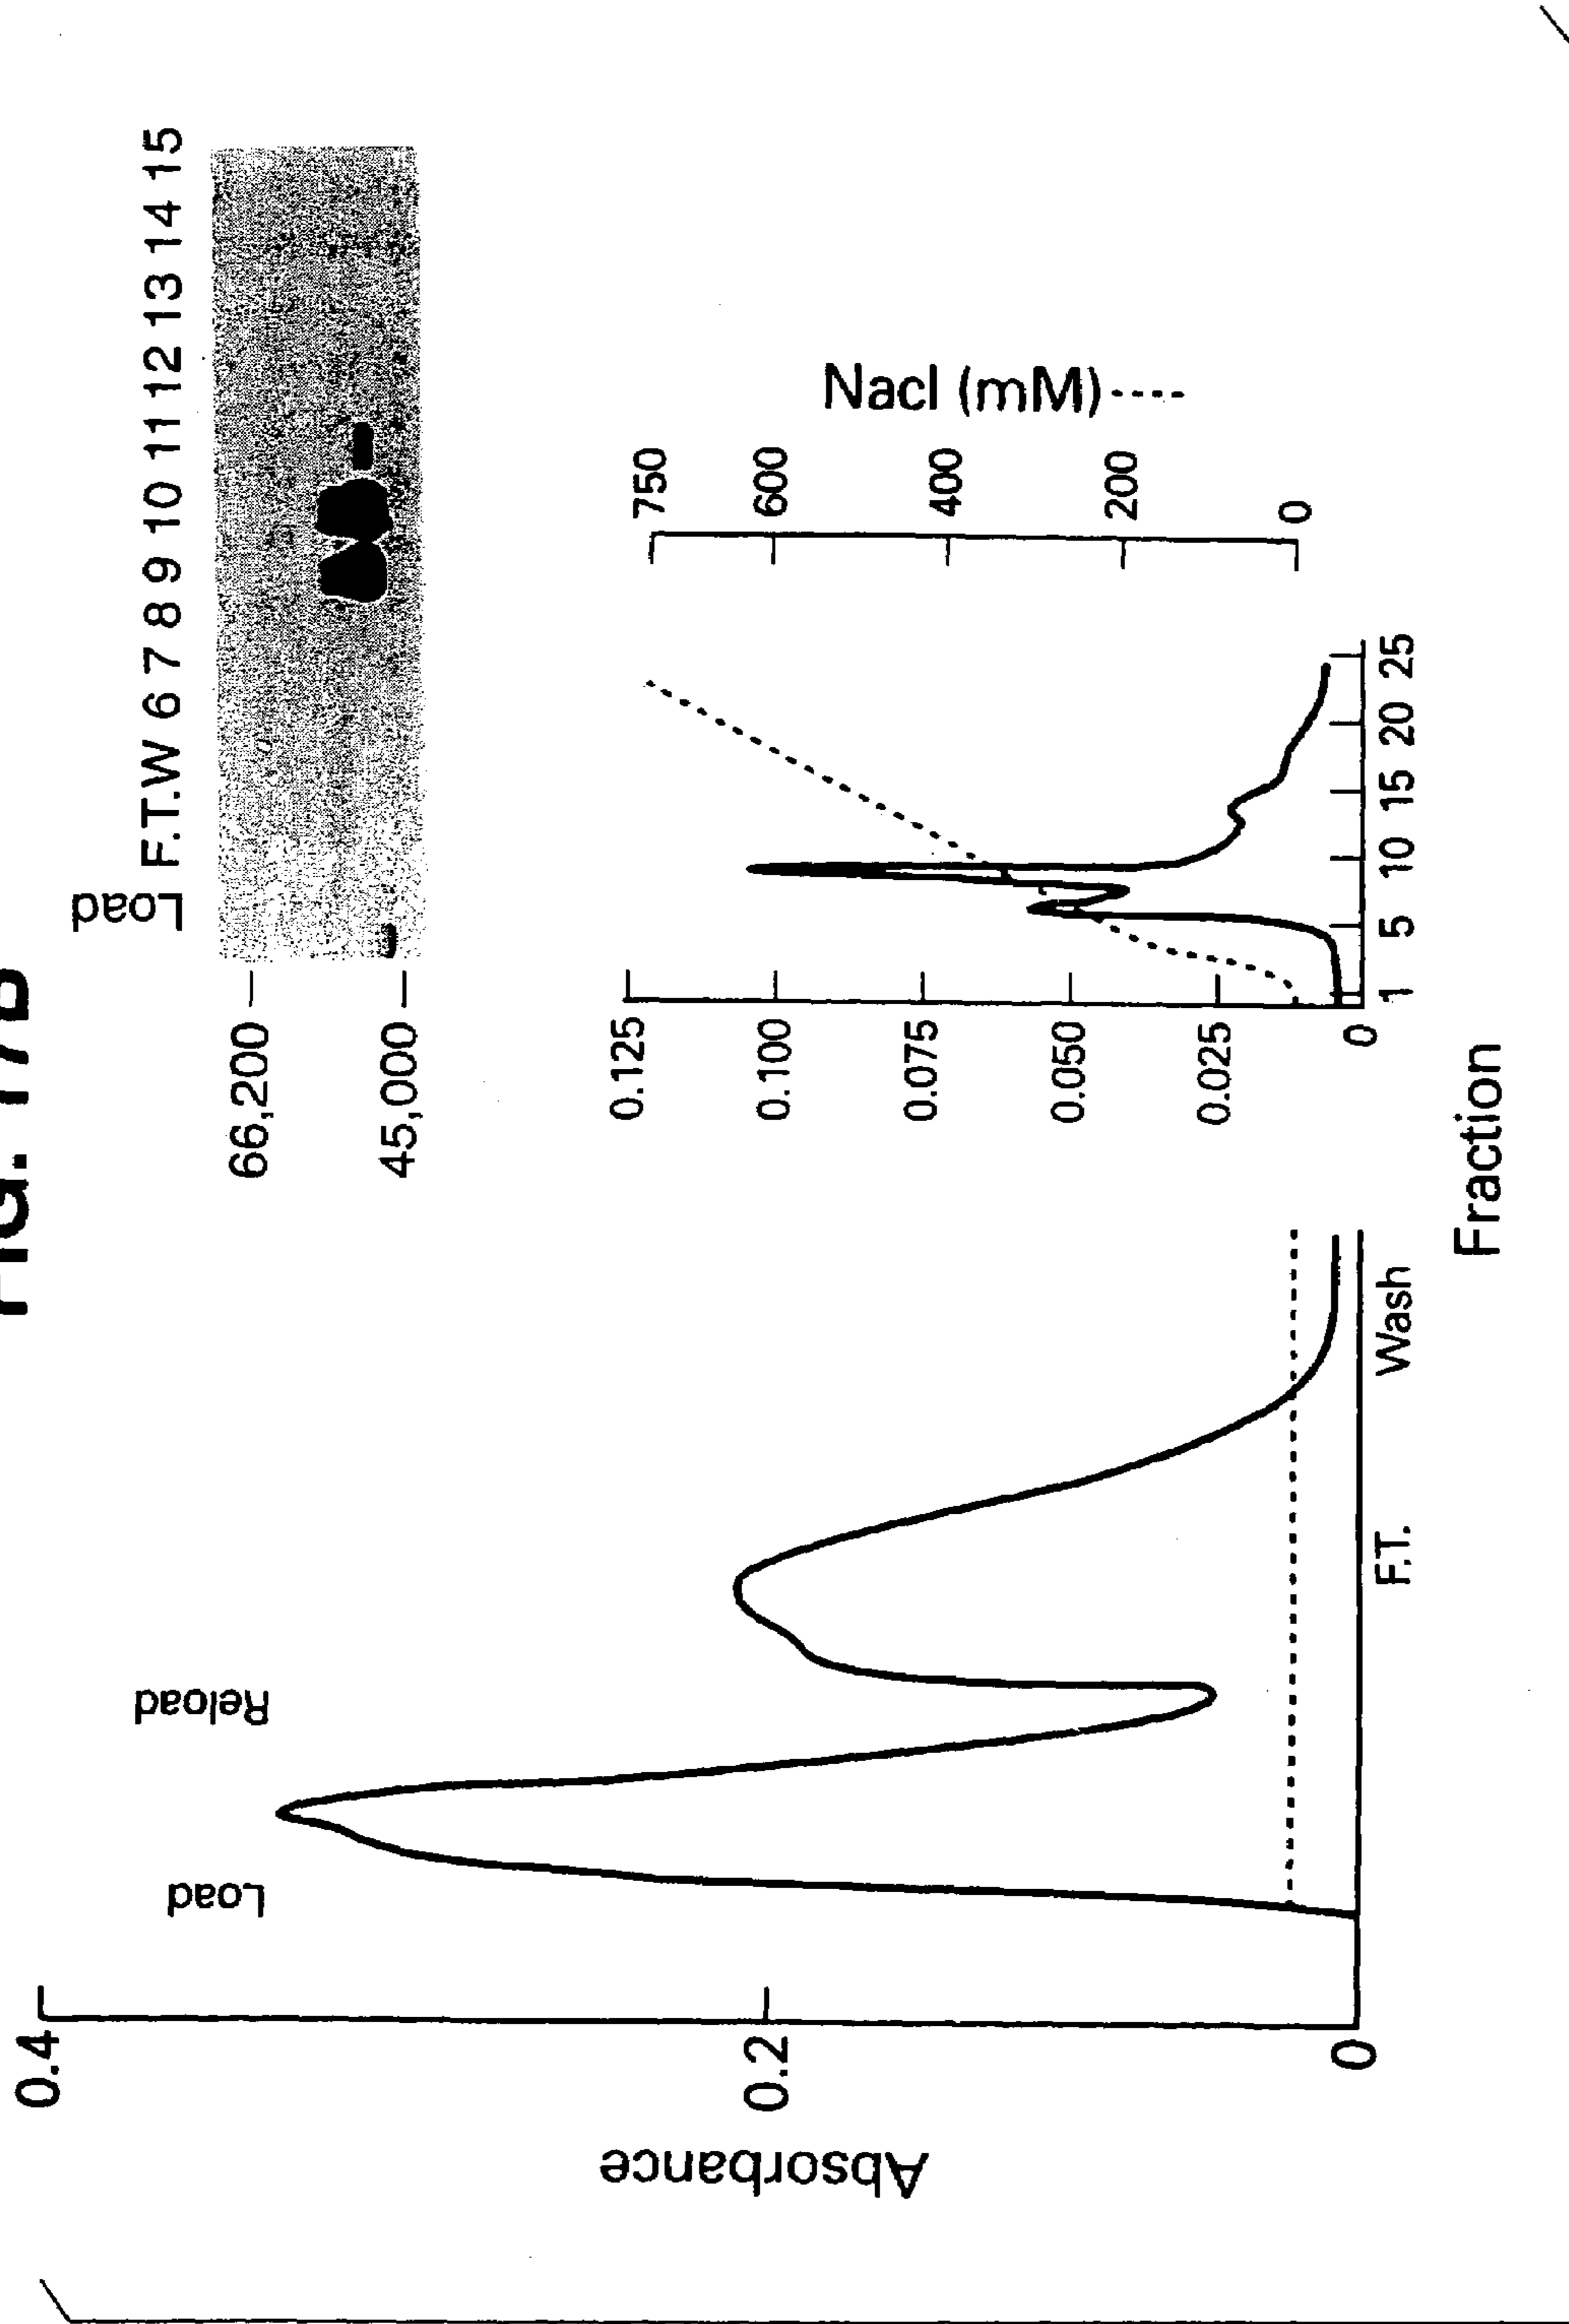 FIG. 17B
Load F.T.W 6 7 8 9 10 11 12 13 14 15
66,200
45,000
Absorbance
0.4
0.2
0
Load
Reload
F.T.
Wash
0.125
0.100
0.075
0.050
0.025
0
1 5 10 15 20 25
750
600
400
200
0
Nacl (mM)
Fraction